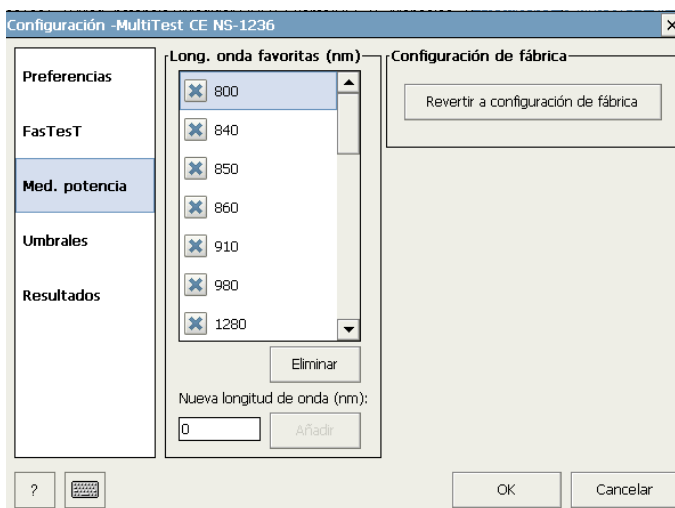 Configuración -MultiTest CE NS-1236
Preferencias
FasTesT
Med. potencia
Umbrales
Resultados
Long. onda favoritas (nm)
800
840
850
860
910
980
1280
Eliminar
Nueva longitud de onda (nm):
0
Añadir
Configuración de fábrica
Revertir a configuración de fábrica
?
OK
Cancelar